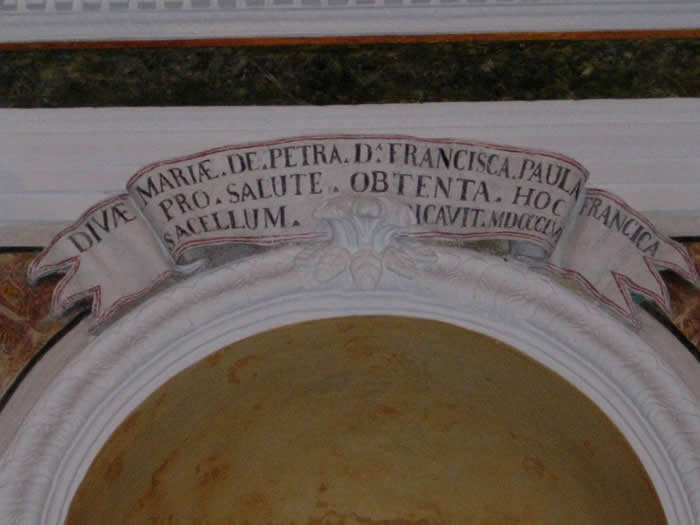 DIVÆ MARIÆ. DE. PETRA. Dᴬ. FRANCISCA. PAULA FRANCICA
PRO. SALUTE. OBTENTA. HOC
SACELLUM.